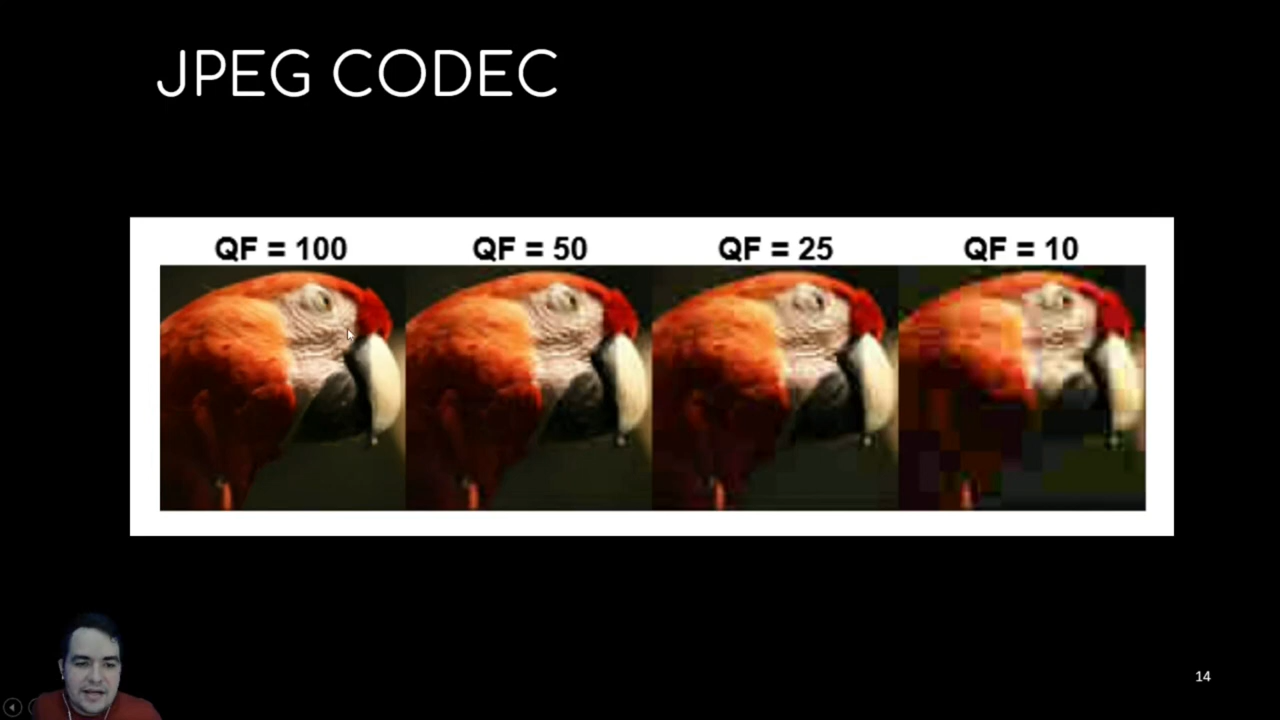 JPEG CODEC
QF = 100 QF = 50 QF = 25 QF = 10
14